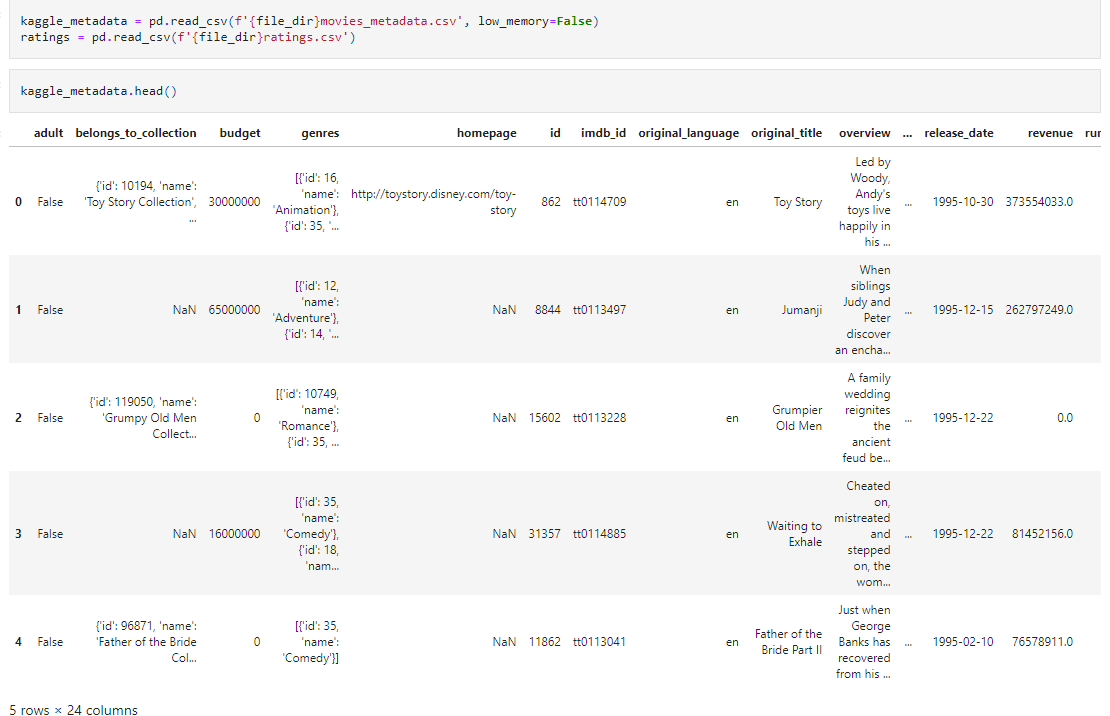 kaggle_metadata = pd.read_csv(f'{file_dir}movies_metadata.csv', low_memory=False)
ratings = pd.read_csv(f'{file_dir}ratings.csv')
kaggle_metadata.head()
adult belongs_to_collection budget genres homepage id imdb_id original_language original_title overview ... release_date revenue run
0 False {'id': 10194, 'name': 'Toy Story Collection', ... 30000000 [{'id': 16, 'name': 'Animation'}, {'id': 35, '... http://toystory.disney.com/toy-story 862 tt0114709 en Toy Story Led by Woody, Andy's toys live happily in his ... ... 1995-10-30 373554033.0
1 False NaN 65000000 [{'id': 12, 'name': 'Adventure'}, {'id': 14, '... NaN 8844 tt0113497 en Jumanji When siblings Judy and Peter discover an encha... ... 1995-12-15 262797249.0
2 False {'id': 119050, 'name': 'Grumpy Old Men Collect... 0 [{'id': 10749, 'name': 'Romance'}, {'id': 35, ... NaN 15602 tt0113228 en Grumpier Old Men A family wedding reignites the ancient feud be... ... 1995-12-22 0.0
3 False NaN 16000000 [{'id': 35, 'name': 'Comedy'}, {'id': 18, 'nam... NaN 31357 tt0114885 en Waiting to Exhale Cheated on, mistreated and stepped on, the wom... ... 1995-12-22 81452156.0
4 False {'id': 96871, 'name': 'Father of the Bride Col... 0 [{'id': 35, 'name': 'Comedy'}] NaN 11862 tt0113041 en Father of the Bride Part II Just when George Banks has recovered from his ... ... 1995-02-10 76578911.0
5 rows × 24 columns